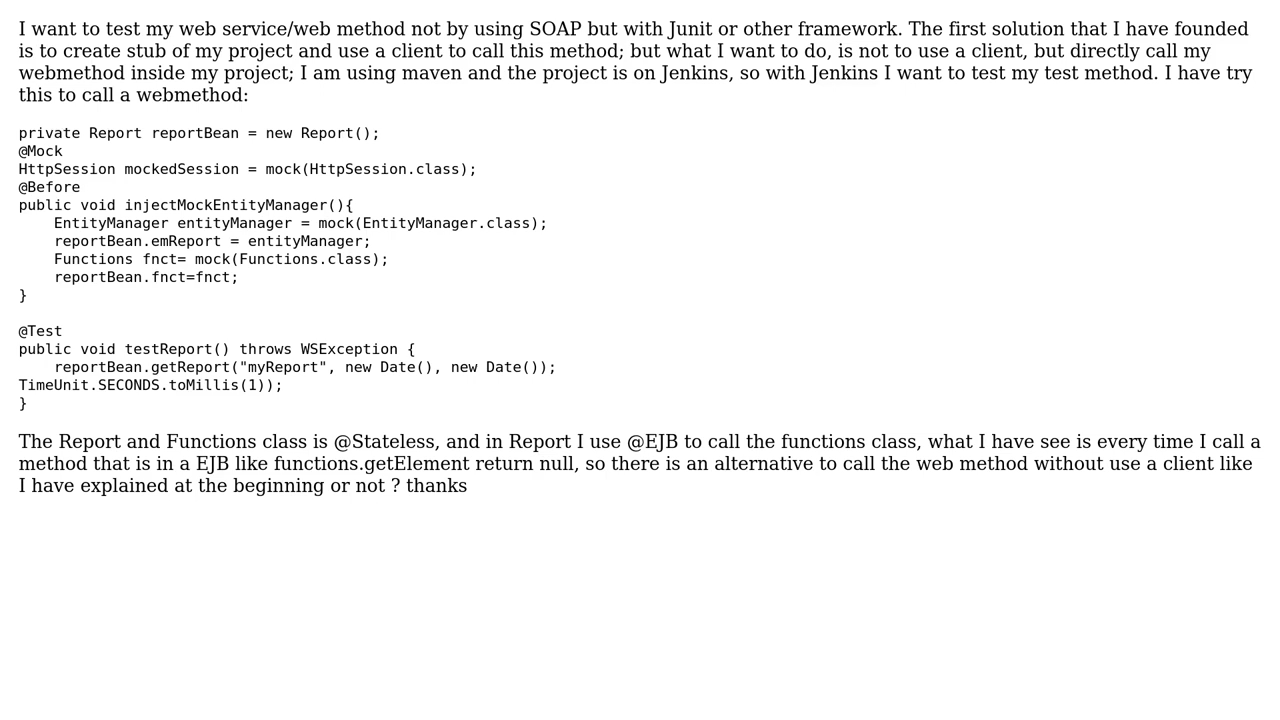 I want to test my web service/web method not by using SOAP but with Junit or other framework. The first solution that I have founded
is to create stub of my project and use a client to call this method; but what I want to do, is not to use a client, but directly call my
webmethod inside my project; I am using maven and the project is on Jenkins, so with Jenkins I want to test my test method. I have try
this to call a webmethod:
private Report reportBean = new Report();
@Mock
HttpSession mockedSession = mock(HttpSession.class);
@Before
public void injectMockEntityManager(){
    EntityManager entityManager = mock(EntityManager.class);
    reportBean.emReport = entityManager;
    Functions fnct= mock(Functions.class);
    reportBean.fnct=fnct;
}
@Test
public void testReport() throws WSException {
    reportBean.getReport("myReport", new Date(), new Date());
TimeUnit.SECONDS.toMillis(1));
}
The Report and Functions class is @Stateless, and in Report I use @EJB to call the functions class, what I have see is every time I call a
method that is in a EJB like functions.getElement return null, so there is an alternative to call the web method without use a client like
I have explained at the beginning or not ? thanks